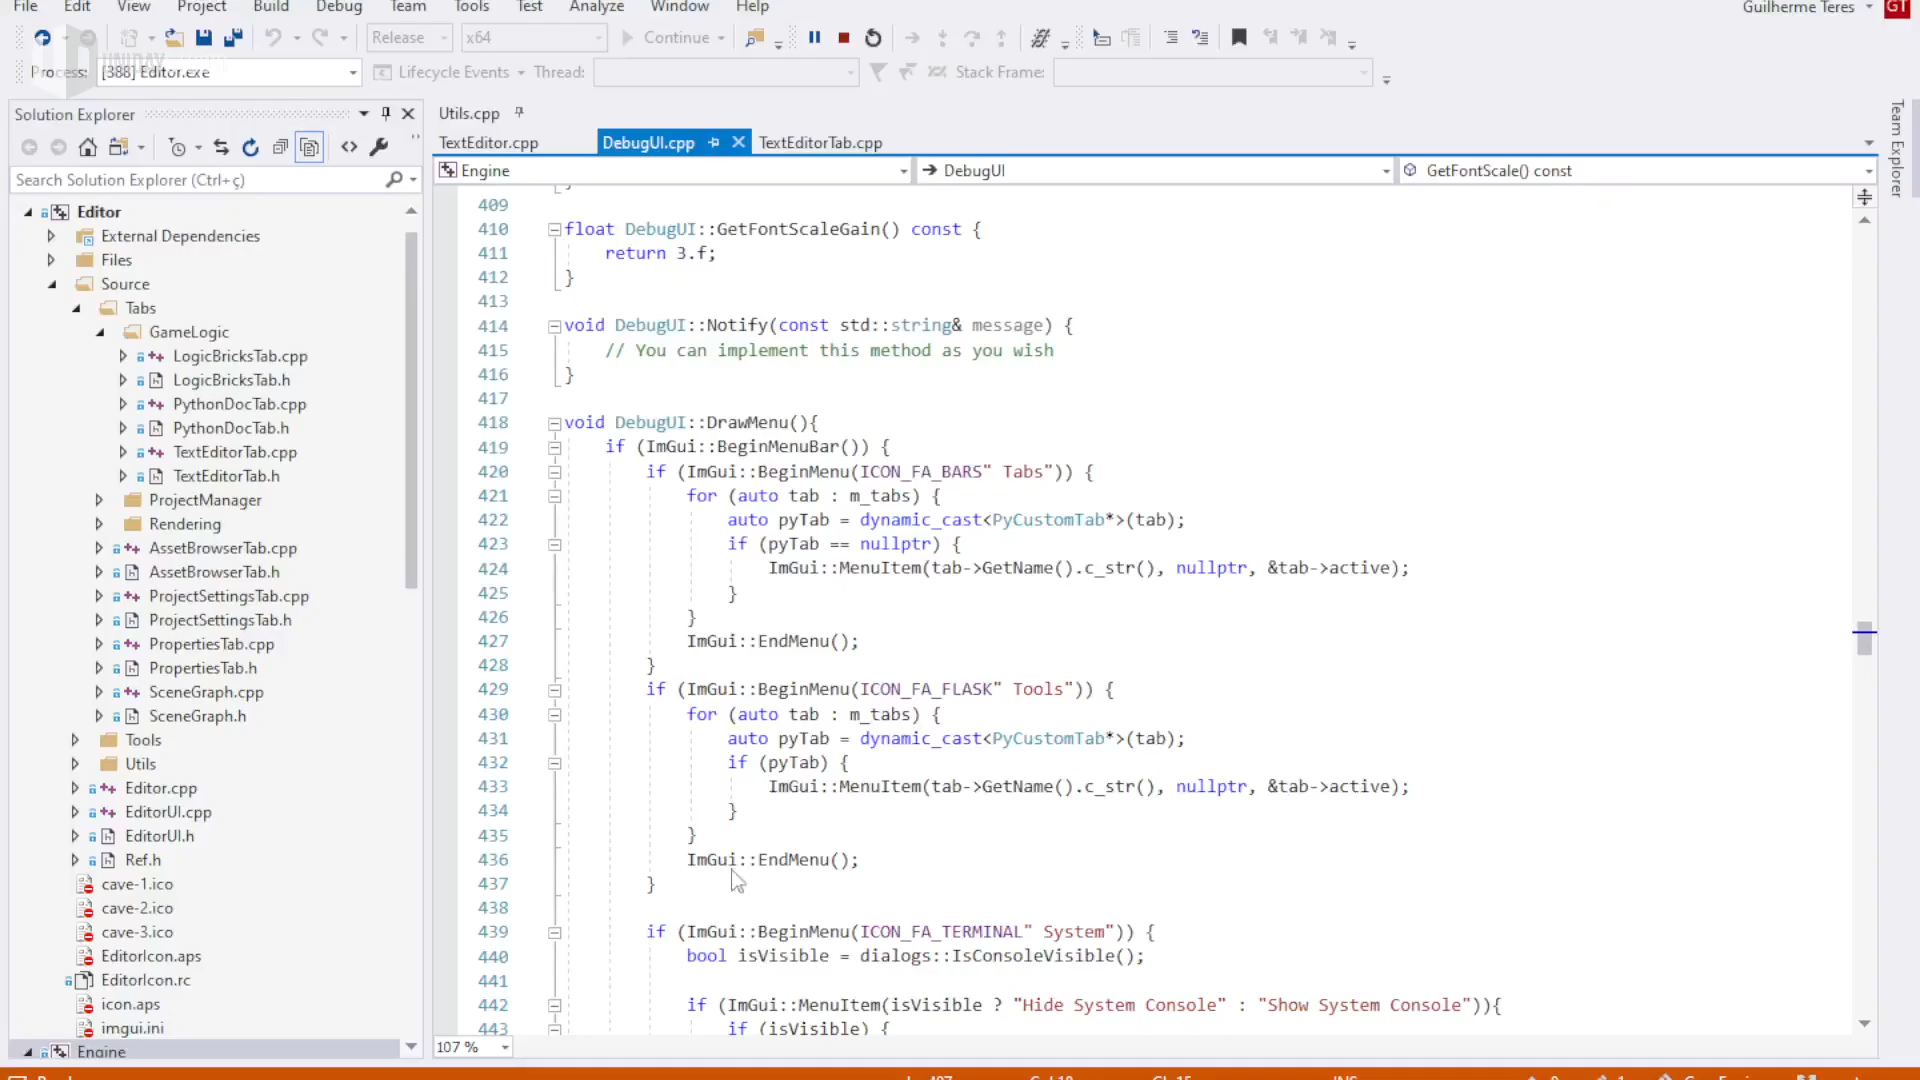 File Edit View Project Build Debug Team Tools Test Analyze Window Help Guilherme Teres GT
Release x64 Continue
Process: [388] Editor.exe Lifecycle Events Thread: Stack Frame:
Solution Explorer
Search Solution Explorer (Ctrl+ç)
Editor
External Dependencies
Files
Source
Tabs
GameLogic
LogicBricksTab.cpp
LogicBricksTab.h
PythonDocTab.cpp
PythonDocTab.h
TextEditorTab.cpp
TextEditorTab.h
ProjectManager
Rendering
AssetBrowserTab.cpp
AssetBrowserTab.h
ProjectSettingsTab.cpp
ProjectSettingsTab.h
PropertiesTab.cpp
PropertiesTab.h
SceneGraph.cpp
SceneGraph.h
Tools
Utils
Editor.cpp
EditorUI.cpp
EditorUI.h
Ref.h
cave-1.ico
cave-2.ico
cave-3.ico
EditorIcon.aps
EditorIcon.rc
icon.aps
imgui.ini
Engine
Utils.cpp
TextEditor.cpp DebugUI.cpp TextEditorTab.cpp
Engine DebugUI GetFontScale() const
409
410 float DebugUI::GetFontScaleGain() const {
411 return 3.f;
412 }
413
414 void DebugUI::Notify(const std::string& message) {
415 // You can implement this method as you wish
416 }
417
418 void DebugUI::DrawMenu(){
419 if (ImGui::BeginMenuBar()) {
420 if (ImGui::BeginMenu(ICON_FA_BARS" Tabs")) {
421 for (auto tab : m_tabs) {
422 auto pyTab = dynamic_cast<PyCustomTab*>(tab);
423 if (pyTab == nullptr) {
424 ImGui::MenuItem(tab->GetName().c_str(), nullptr, &tab->active);
425 }
426 }
427 ImGui::EndMenu();
428 }
429 if (ImGui::BeginMenu(ICON_FA_FLASK" Tools")) {
430 for (auto tab : m_tabs) {
431 auto pyTab = dynamic_cast<PyCustomTab*>(tab);
432 if (pyTab) {
433 ImGui::MenuItem(tab->GetName().c_str(), nullptr, &tab->active);
434 }
435 }
436 ImGui::EndMenu();
437 }
438
439 if (ImGui::BeginMenu(ICON_FA_TERMINAL" System")) {
440 bool isVisible = dialogs::IsConsoleVisible();
441
442 if (ImGui::MenuItem(isVisible ? "Hide System Console" : "Show System Console")){
443 if (isVisible) {
107 %
Team Explorer